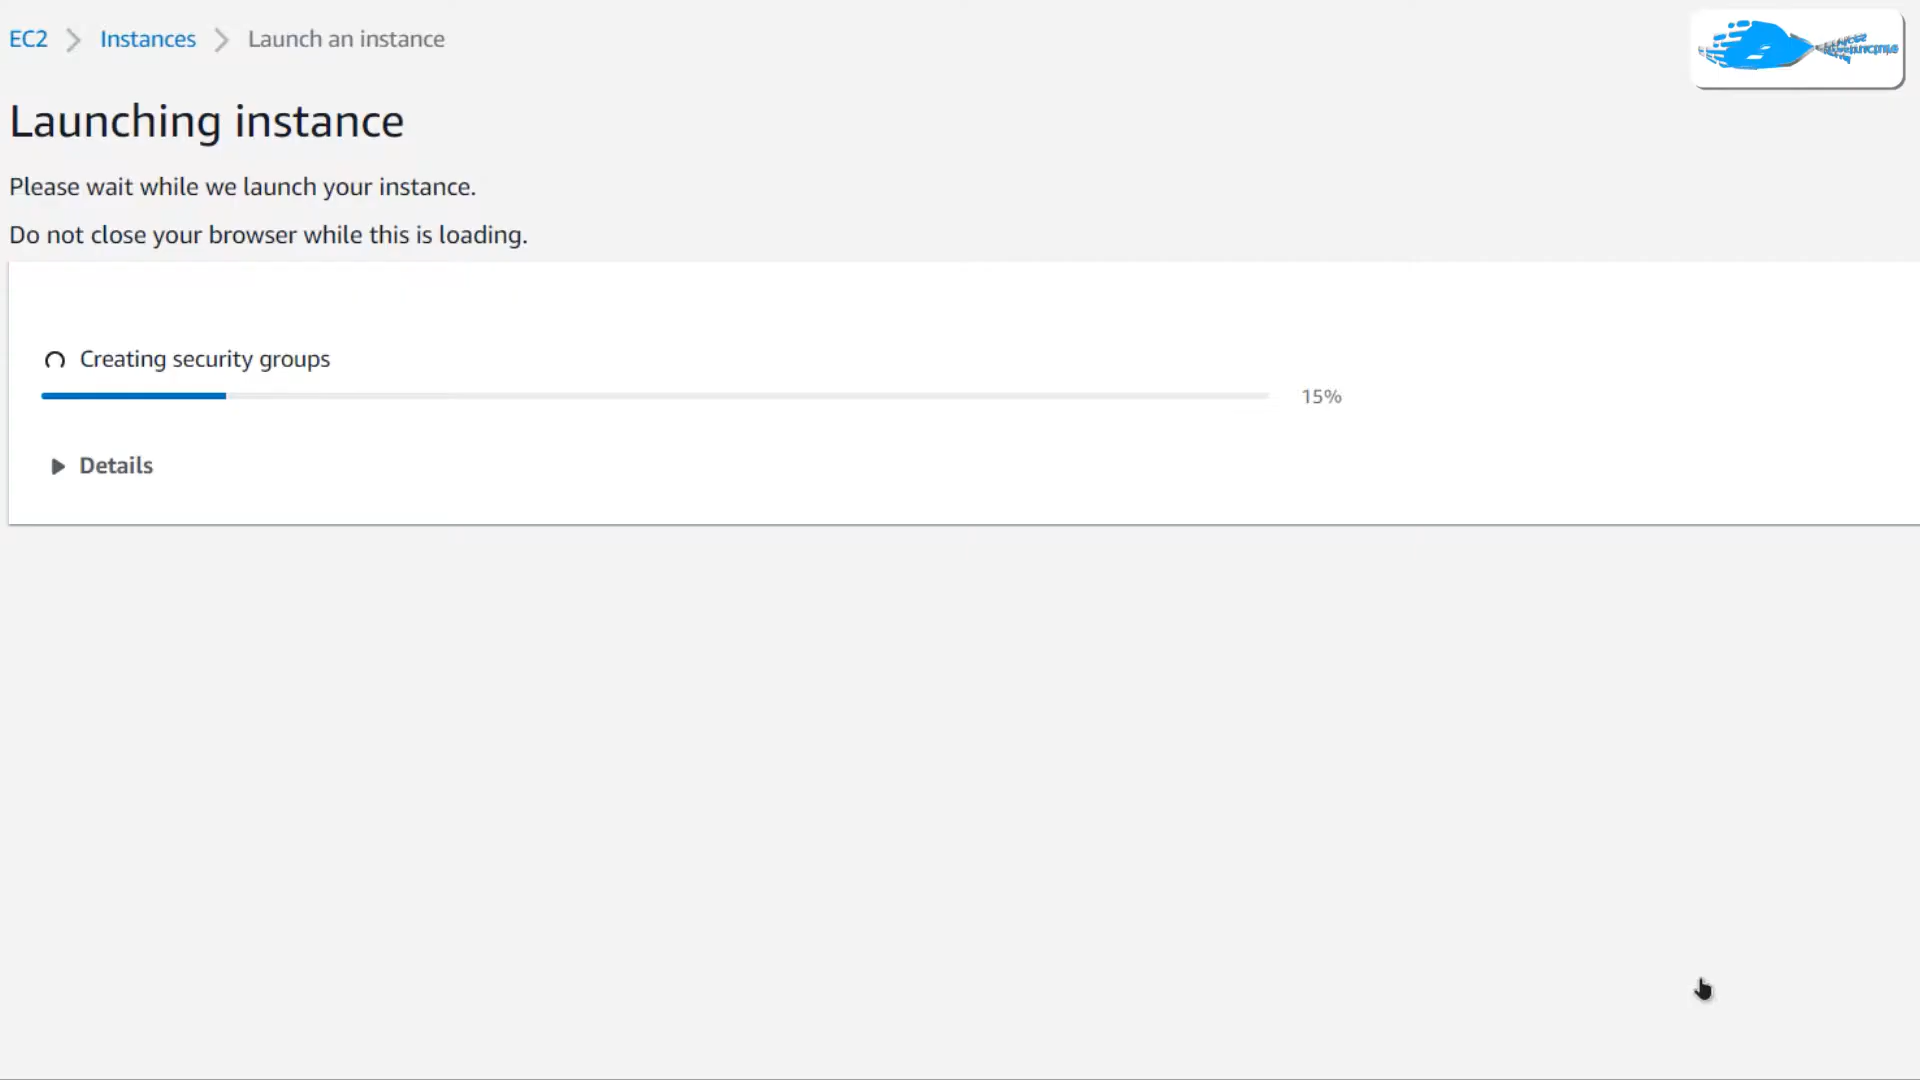 EC2 Instances Launch an instance
Launching instance
Please wait while we launch your instance.
Do not close your browser while this is loading.
Creating security groups
15%
Details